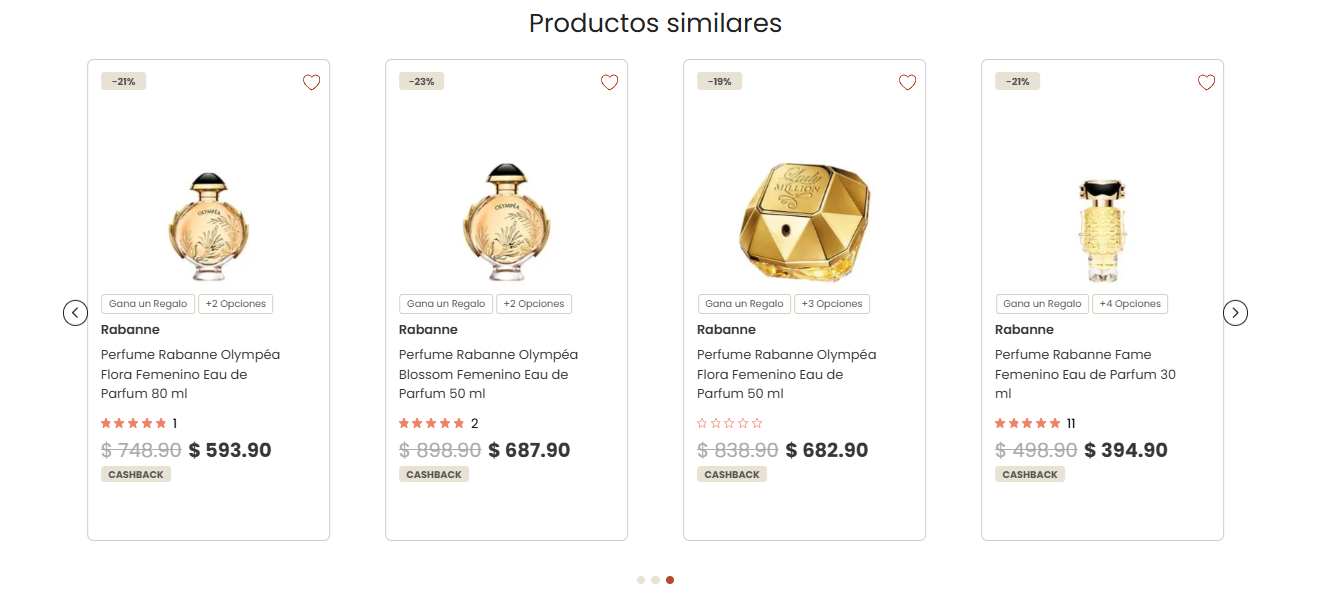 Productos similares
-21%
OLYMPÉA
Gana un Regalo
+2 Opciones
Rabanne
Perfume Rabanne Olympéa
Flora Femenino Eau de
Parfum 80 ml
1
$ 748.90 $ 593.90
CASHBACK
-23%
OLYMPÉA
Gana un Regalo
+2 Opciones
Rabanne
Perfume Rabanne Olympéa
Blossom Femenino Eau de
Parfum 50 ml
2
$ 898.90 $ 687.90
CASHBACK
-19%
Lady
MILLION
Gana un Regalo
+3 Opciones
Rabanne
Perfume Rabanne Olympéa
Flora Femenino Eau de
Parfum 50 ml
$ 838.90 $ 682.90
CASHBACK
-21%
Gana un Regalo
+4 Opciones
Rabanne
Perfume Rabanne Fame
Femenino Eau de Parfum 30
ml
11
$ 498.90 $ 394.90
CASHBACK